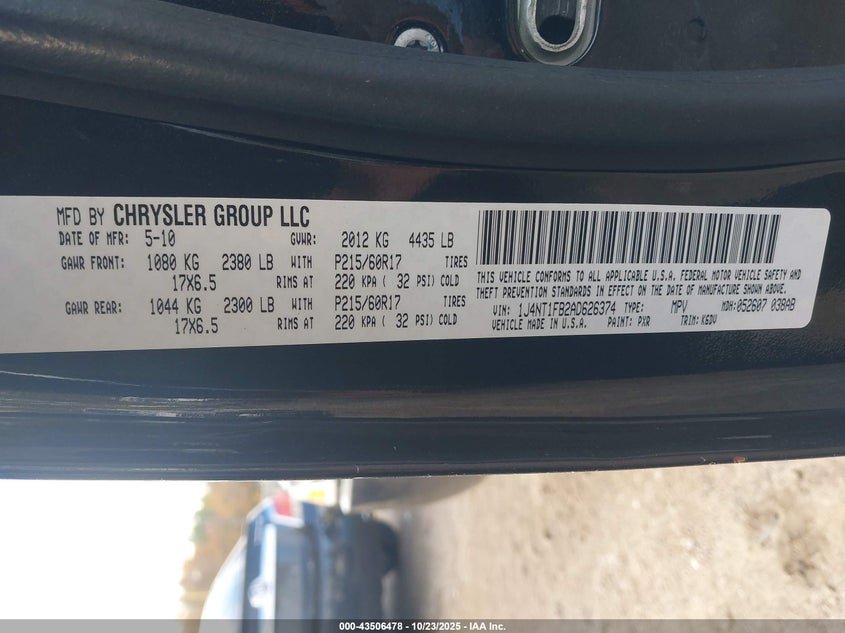 MFD BY CHRYSLER GROUP LLC
DATE OF MFR: 5-10 GVWR: 2012 KG 4435 LB
GAWR FRONT: 1080 KG 2380 LB WITH P215/60R17 TIRES
17X6.5 RIMS AT 220 KPA ( 32 PSI) COLD
GAWR REAR: 1044 KG 2300 LB WITH P215/60R17 TIRES
17X6.5 RIMS AT 220 KPA ( 32 PSI) COLD
THIS VEHICLE CONFORMS TO ALL APPLICABLE U.S.A. FEDERAL MOTOR VEHICLE SAFETY AND
THEFT PREVENTION STANDARDS IN EFFECT ON THE DATE OF MANUFACTURE SHOWN ABOVE.
VIN: 1J4NT1FB2AD626374 TYPE: MPV MDH: 052607 038AB
VEHICLE MADE IN U.S.A. PAINT: PXR TRIM: K6DV
000-43506478 - 10/23/2025 - IAA Inc.